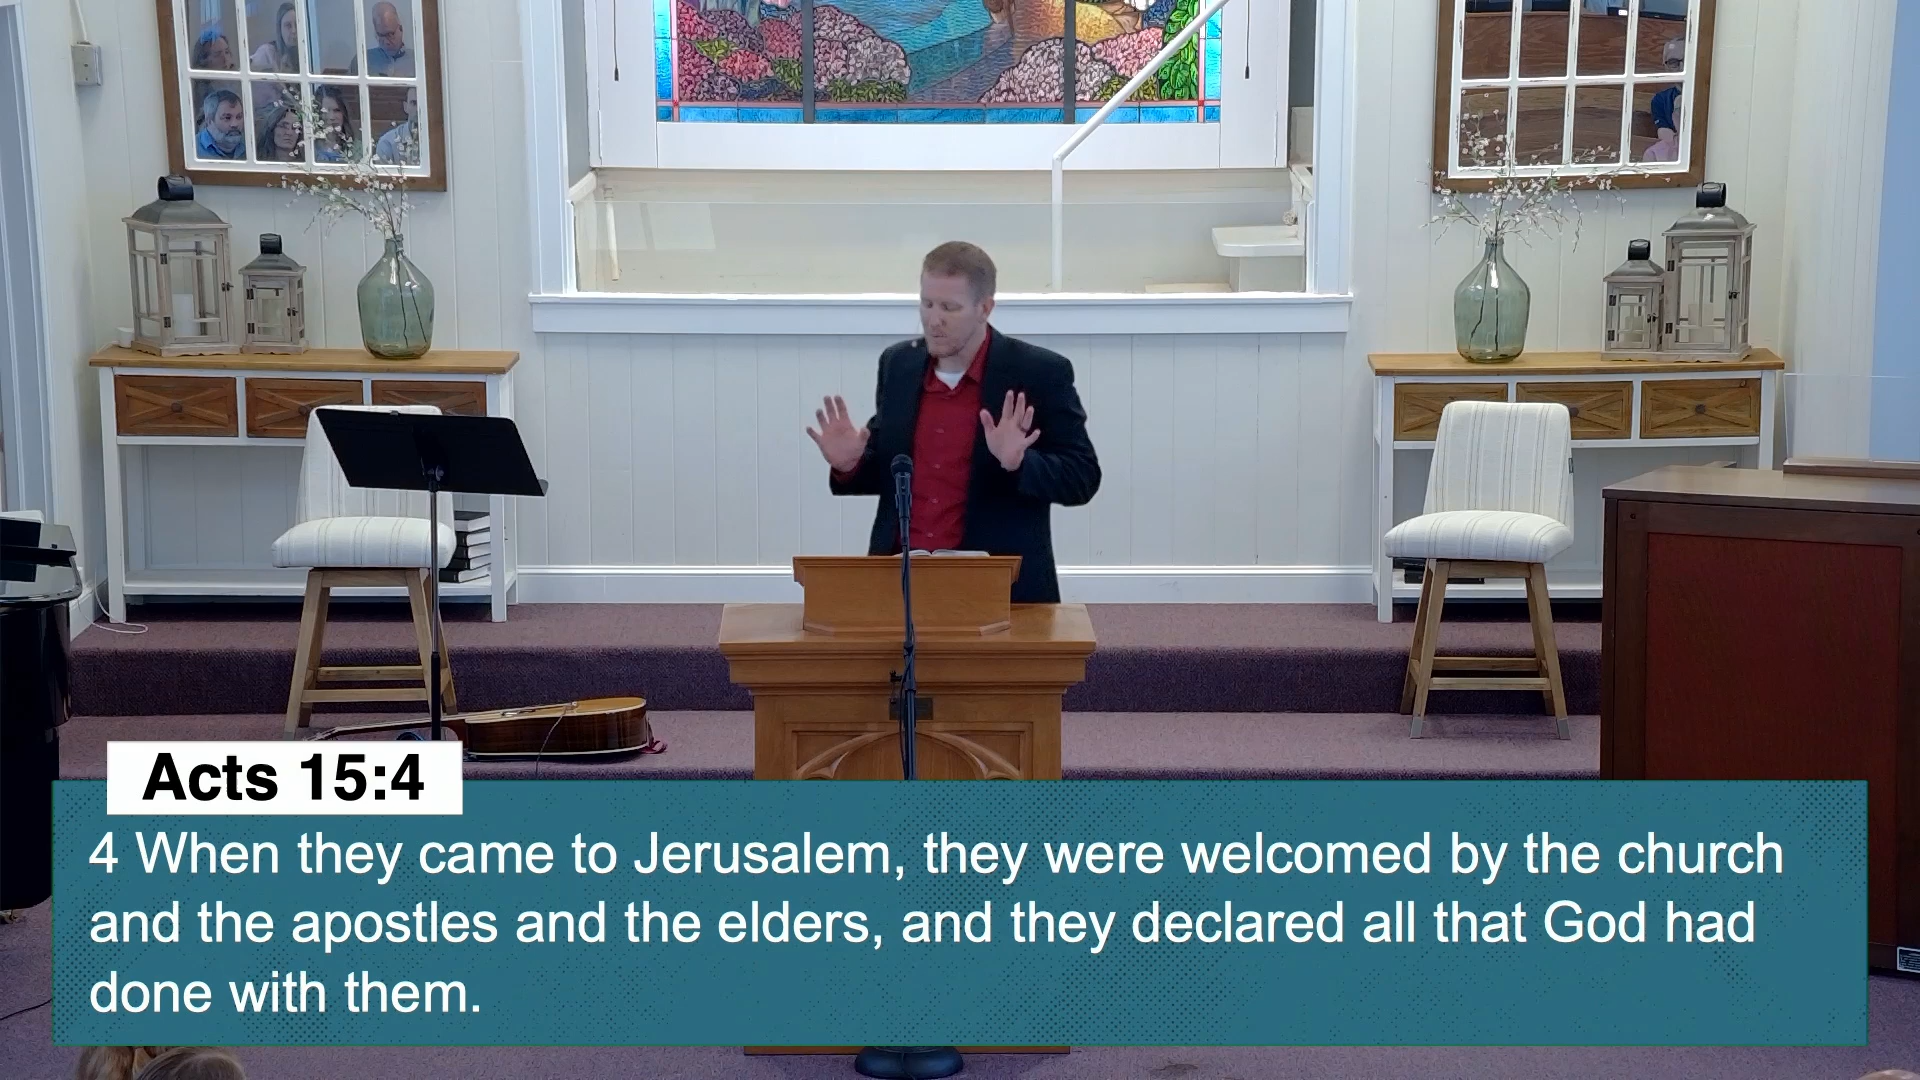 Acts 15:4
4 When they came to Jerusalem, they were welcomed by the church
and the apostles and the elders, and they declared all that God had
done with them.